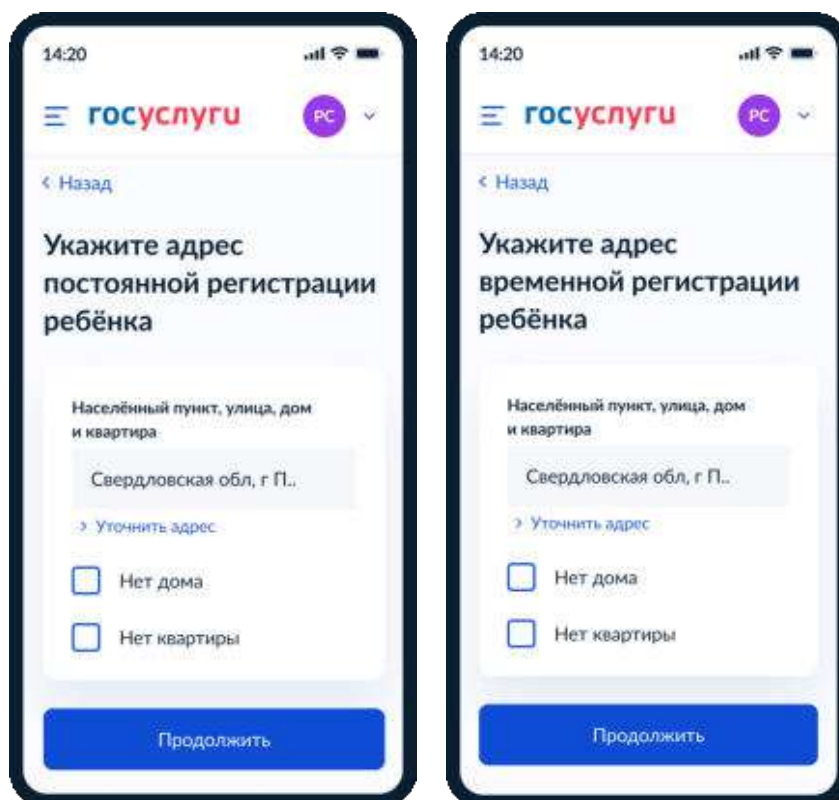 14:20
госуслуги
РС
Назад
Укажите адрес
постоянной регистрации
ребёнка
Населённый пункт, улица, дом
и квартира
Свердловская обл, г П..
Уточнить адрес
Нет дома
Нет квартиры
Продолжить
14:20
госуслуги
РС
Назад
Укажите адрес
временной регистрации
ребёнка
Населённый пункт, улица, дом
и квартира
Свердловская обл, г П..
Уточнить адрес
Нет дома
Нет квартиры
Продолжить